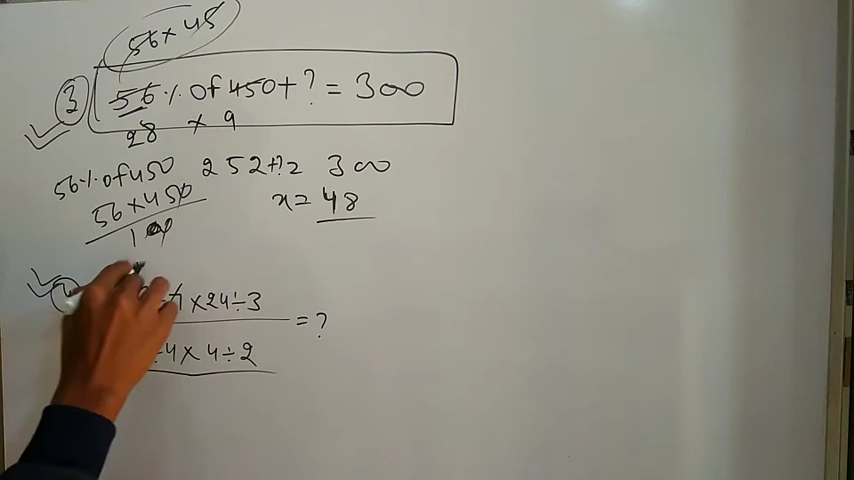 56×45
3 56% of 450+ ? = 300
28 × 9
56% of 450 252+?= 300
56×450 x= 48
100
×24÷3
= ?
÷4×4÷2